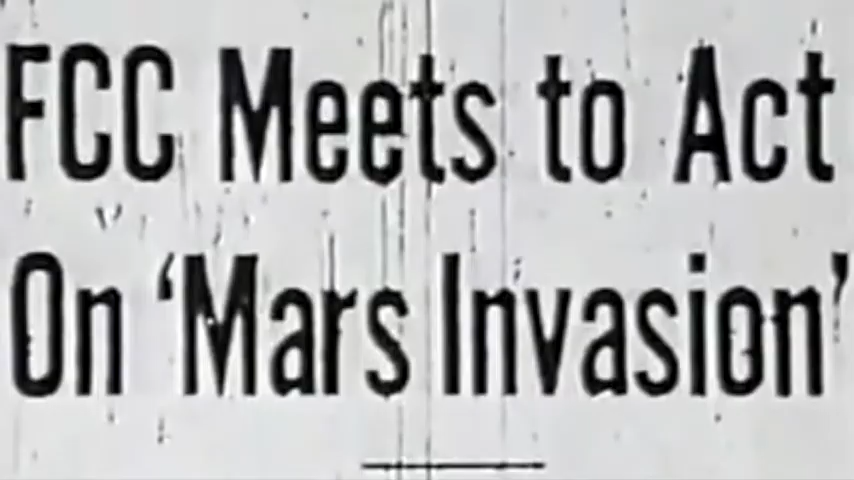 FCC Meets to Act
On ‘Mars Invasion’